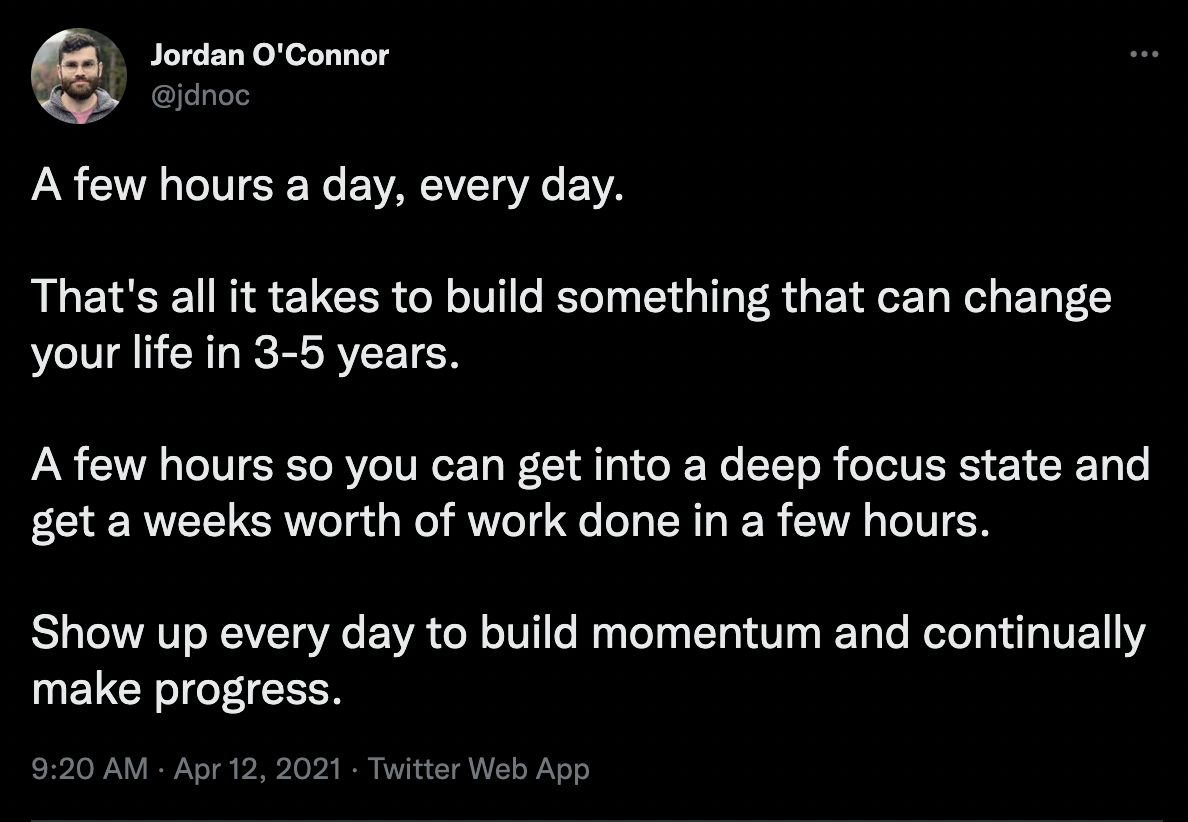 Jordan O'Connor
@jdnoc
A few hours a day, every day.
That's all it takes to build something that can change
your life in 3-5 years.
A few hours so you can get into a deep focus state and
get a weeks worth of work done in a few hours.
Show up every day to build momentum and continually
make progress.
9:20 AM · Apr 12, 2021 · Twitter Web App